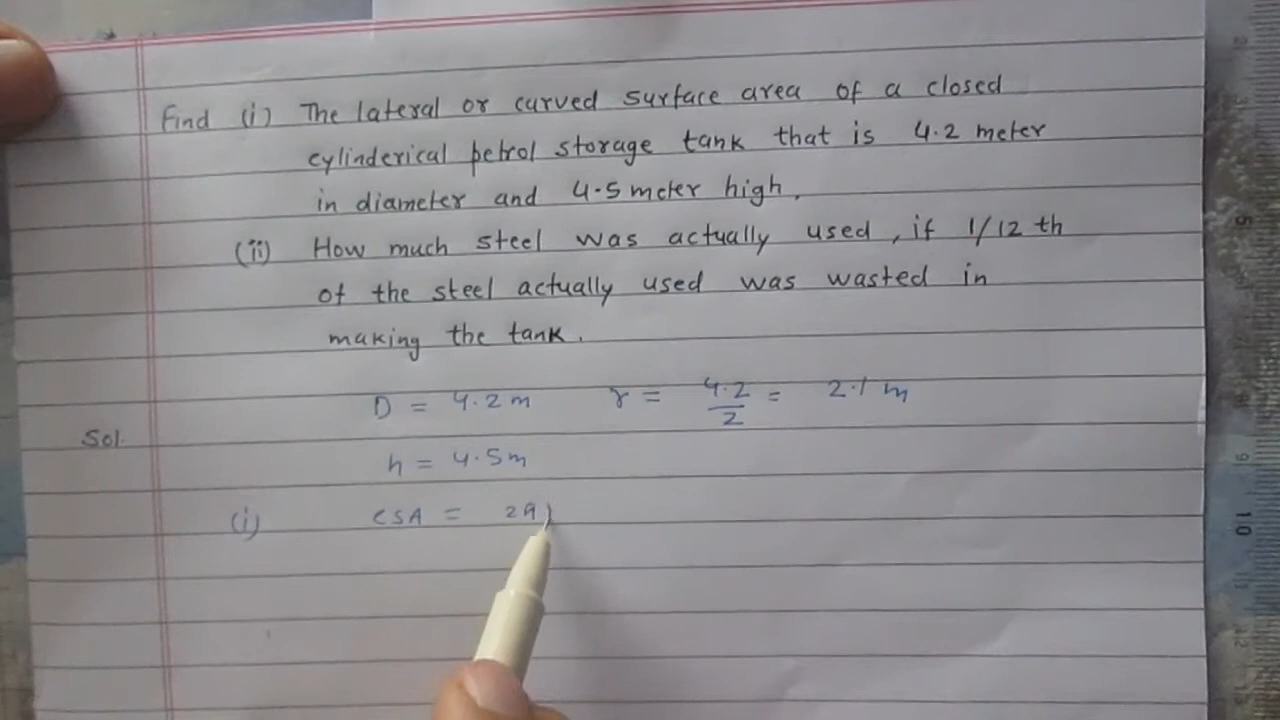 Find (i) The lateral or curved surface area of a closed
cylinderical petrol storage tank that is 4.2 meter
in diameter and 4.5 meter high.
(ii) How much steel was actually used, if 1/12 th
of the steel actually used was wasted in
making the tank.
D = 4.2 m r = 4.2/2 = 2.1 m
Sol.
h = 4.5m
(i) CSA = 2
5
10